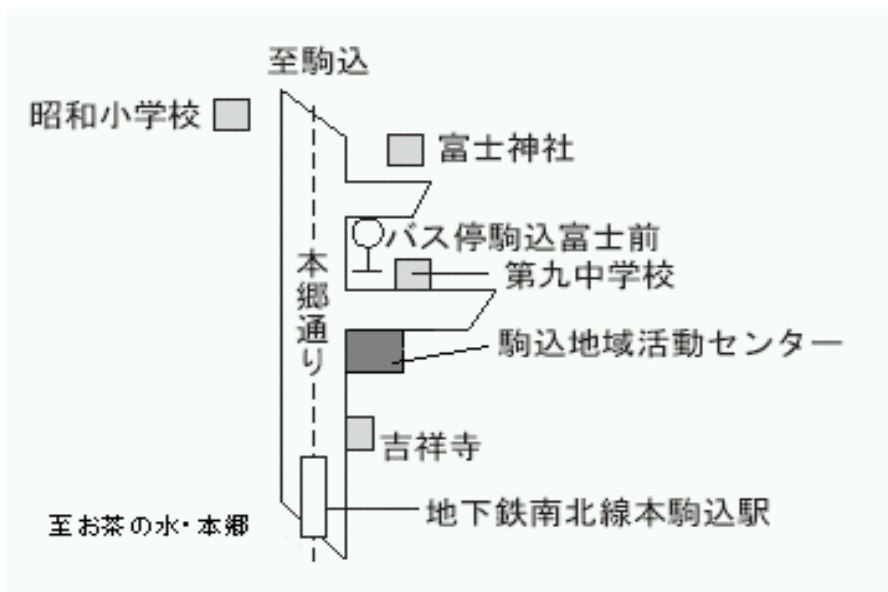 至駒込
昭和小学校
富士神社
バス停駒込富士前
第九中学校
本郷通り
駒込地域活動センター
吉祥寺
地下鉄南北線本駒込駅
至お茶の水・本郷